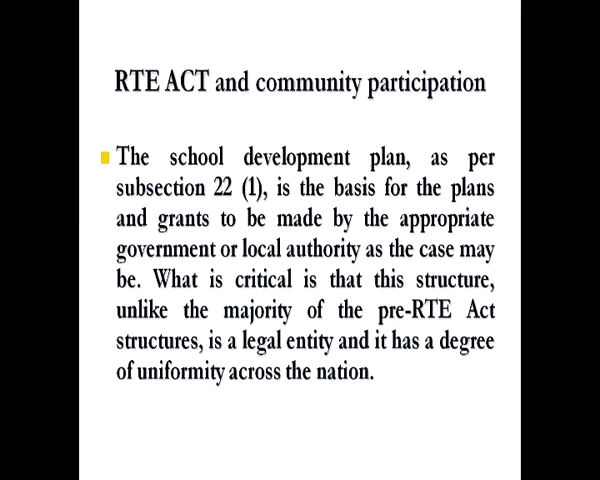 RTE ACT and community participation
The school development plan, as per
subsection 22 (1), is the basis for the plans
and grants to be made by the appropriate
government or local authority as the case may
be. What is critical is that this structure,
unlike the majority of the pre-RTE Act
structures, is a legal entity and it has a degree
of uniformity across the nation.